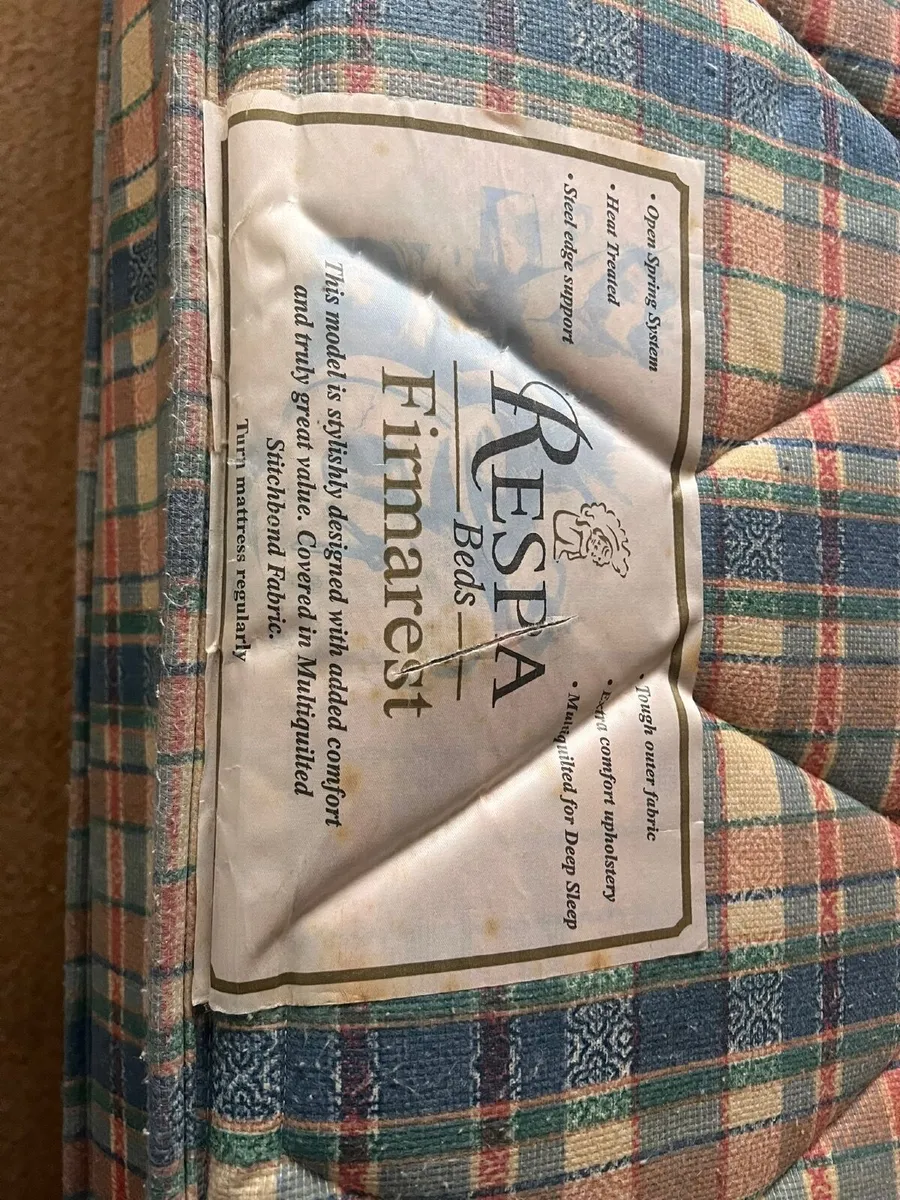 • Open Spring System
• Heat Treated
• Steel edge support
• Tough outer fabric
• Extra comfort upholstery
• Multiquilted for Deep Sleep
RESPA
Beds
Firmarest
This model is stylishly designed with added comfort
and truly great value. Covered in Multiquilted
Stitchbond Fabric.
Turn mattress regularly